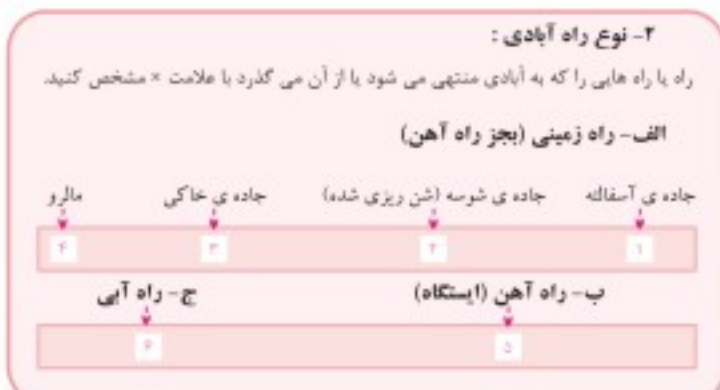 ۲- نوع راه آبادی :
راه یا راه هایی را که به آبادی منتهی می شود یا از آن می گذرد با علامت × مشخص کنید.
الف- راه زمینی (بجز راه آهن)
جاده ی آسفالته جاده ی شوسه (شن ریزی شده) جاده ی خاکی مالرو
۱ ۲ ۳ ۴
ب- راه آهن (ایستگاه) ج- راه آبی
۵ ۶